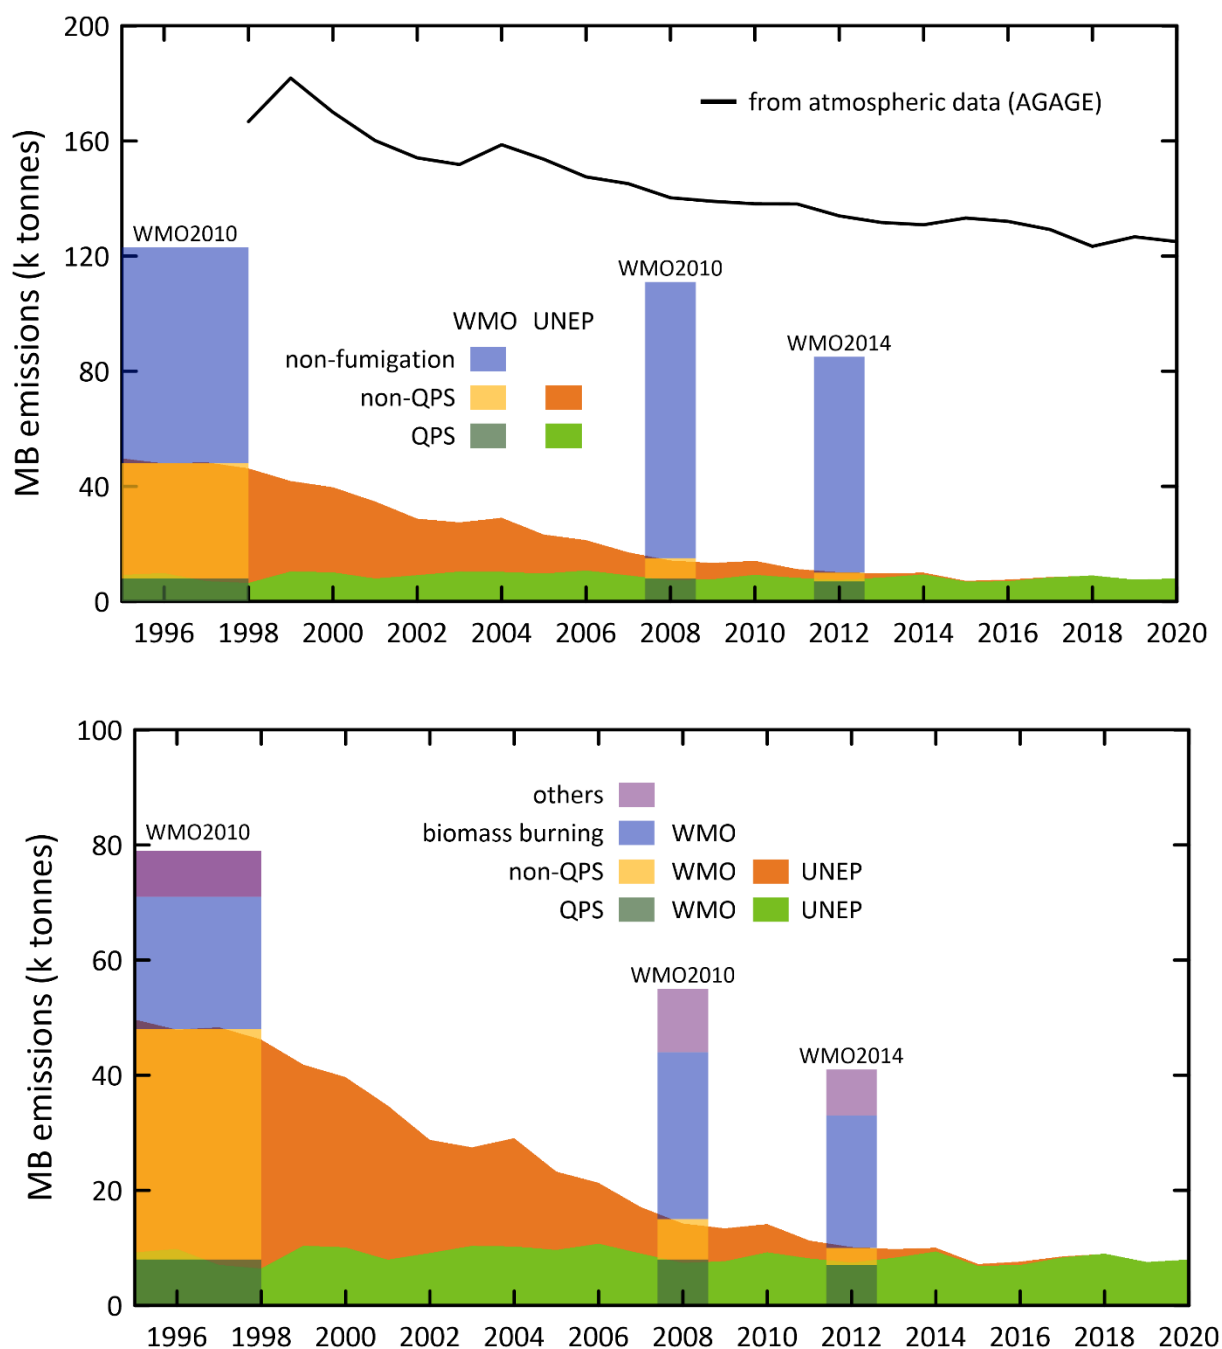 MB emissions (k tonnes)
200
160
120
80
40
0
from atmospheric data (AGAGE)
WMO2010
WMO2010
WMO2014
WMO UNEP
non-fumigation
non-QPS
QPS
1996 1998 2000 2002 2004 2006 2008 2010 2012 2014 2016 2018 2020
MB emissions (k tonnes)
100
80
60
40
20
0
others
biomass burning WMO
non-QPS WMO UNEP
QPS WMO UNEP
WMO2010
WMO2010
WMO2014
1996 1998 2000 2002 2004 2006 2008 2010 2012 2014 2016 2018 2020